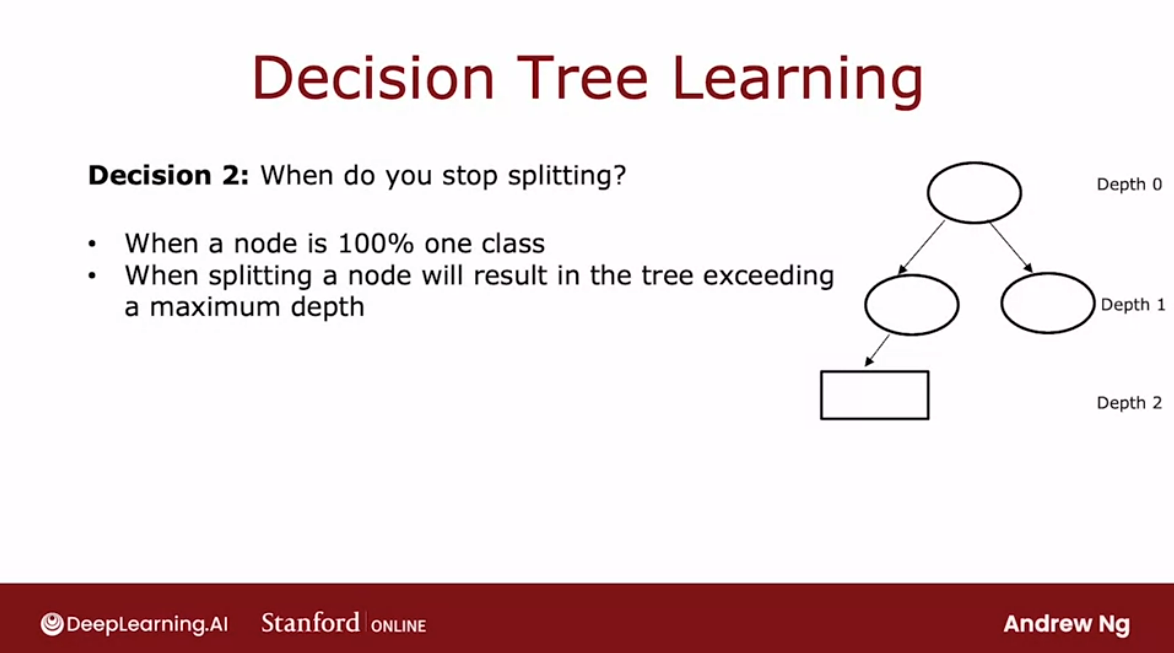 Decision Tree Learning
Decision 2: When do you stop splitting?
• When a node is 100% one class
• When splitting a node will result in the tree exceeding
a maximum depth
Depth 0
Depth 1
Depth 2
DeepLearning.AI
Stanford | ONLINE
Andrew Ng